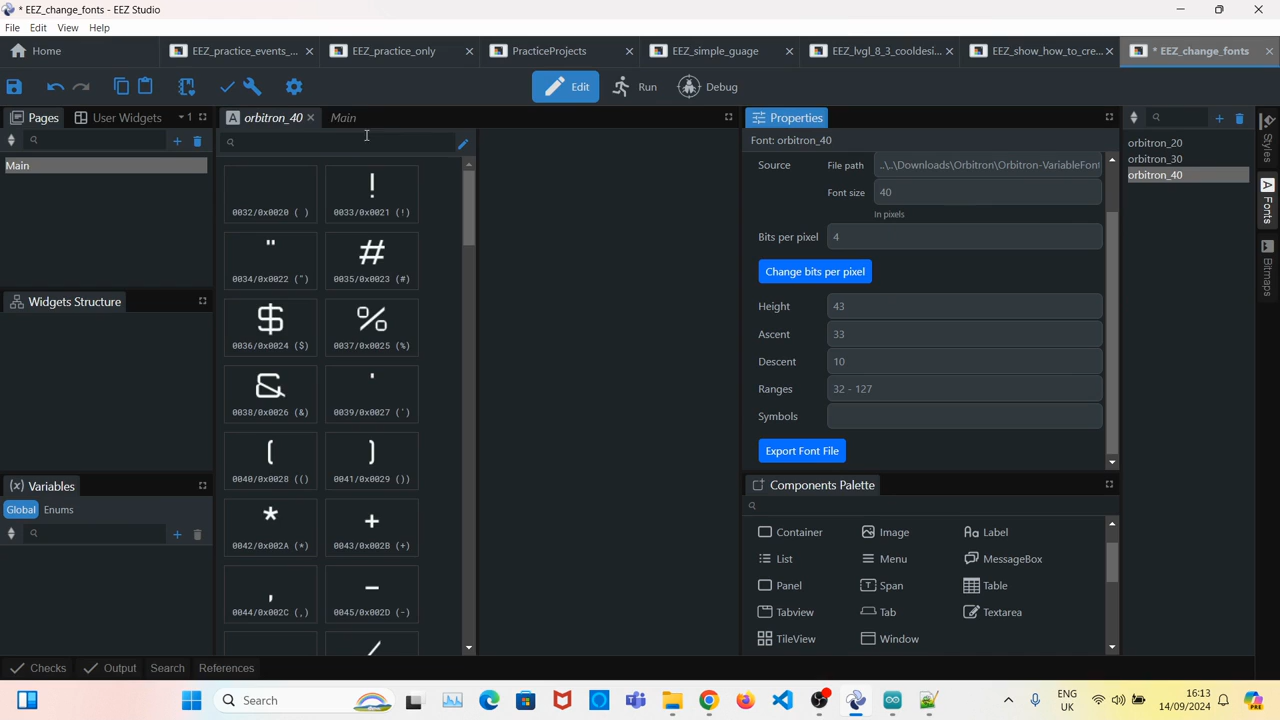 * EEZ_change_fonts - EEZ Studio
File Edit View Help
Home
EEZ_practice_events_...
EEZ_practice_only
PracticeProjects
EEZ_simple_guage
EEZ_lvgl_8_3_cooldesi...
EEZ_show_how_to_cre...
* EEZ_change_fonts
Edit
Run
Debug
Pages
User Widgets
1
Main
Widgets Structure
Variables
Global Enums
orbitron_40
Main
0032/0x0020 ( )
!
0033/0x0021 (!)
"
0034/0x0022 (")
#
0035/0x0023 (#)
$
0036/0x0024 ($)
%
0037/0x0025 (%)
&
0038/0x0026 (&)
'
0039/0x0027 (')
(
0040/0x0028 (()
)
0041/0x0029 ())
*
0042/0x002A (*)
+
0043/0x002B (+)
,
0044/0x002C (,)
-
0045/0x002D (-)
Properties
Font: orbitron_40
Source File path ..\..\Downloads\Orbitron\Orbitron-VariableFont
Font size 40
In pixels
Bits per pixel 4
Change bits per pixel
Height 43
Ascent 33
Descent 10
Ranges 32 - 127
Symbols
Export Font File
Components Palette
Container Image Label
List Menu MessageBox
Panel Span Table
Tabview Tab Textarea
TileView Window
orbitron_20
orbitron_30
orbitron_40
Styles
Fonts
Bitmaps
Checks Output Search References
Search
ENG
UK
16:13
14/09/2024